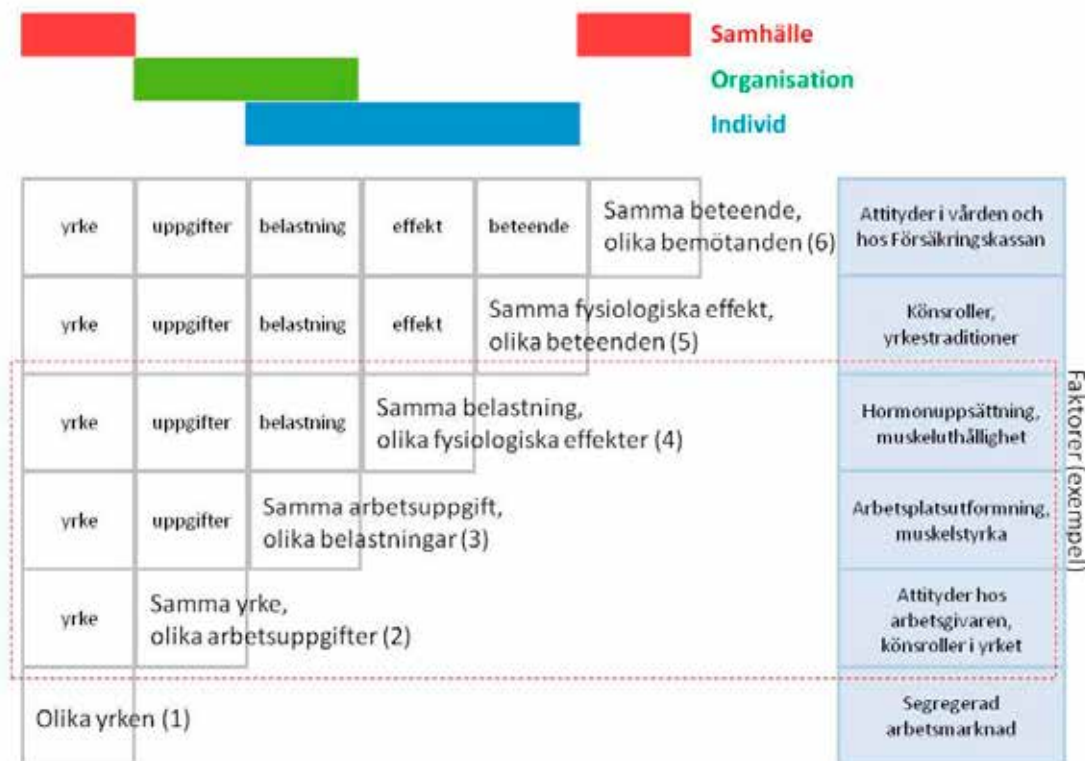 Samhälle
Organisation
Individ
yrke uppgifter belastning effekt beteende Samma beteende,
olika bemötanden (6)
Attityder i vården och
hos Försäkringskassan
yrke uppgifter belastning effekt Samma fysiologiska effekt,
olika beteenden (5)
Könsroller,
yrkestraditioner
yrke uppgifter belastning Samma belastning,
olika fysiologiska effekter (4)
Hormonuppsättning,
muskeluthållighet
yrke uppgifter Samma arbetsuppgift,
olika belastningar (3)
Arbetsplatsutformning,
muskelstyrka
yrke Samma yrke,
olika arbetsuppgifter (2)
Attityder hos
arbetsgivaren,
könsroller i yrket
Olika yrken (1)
Segregerad
arbetsmarknad
Faktorer (exempel)